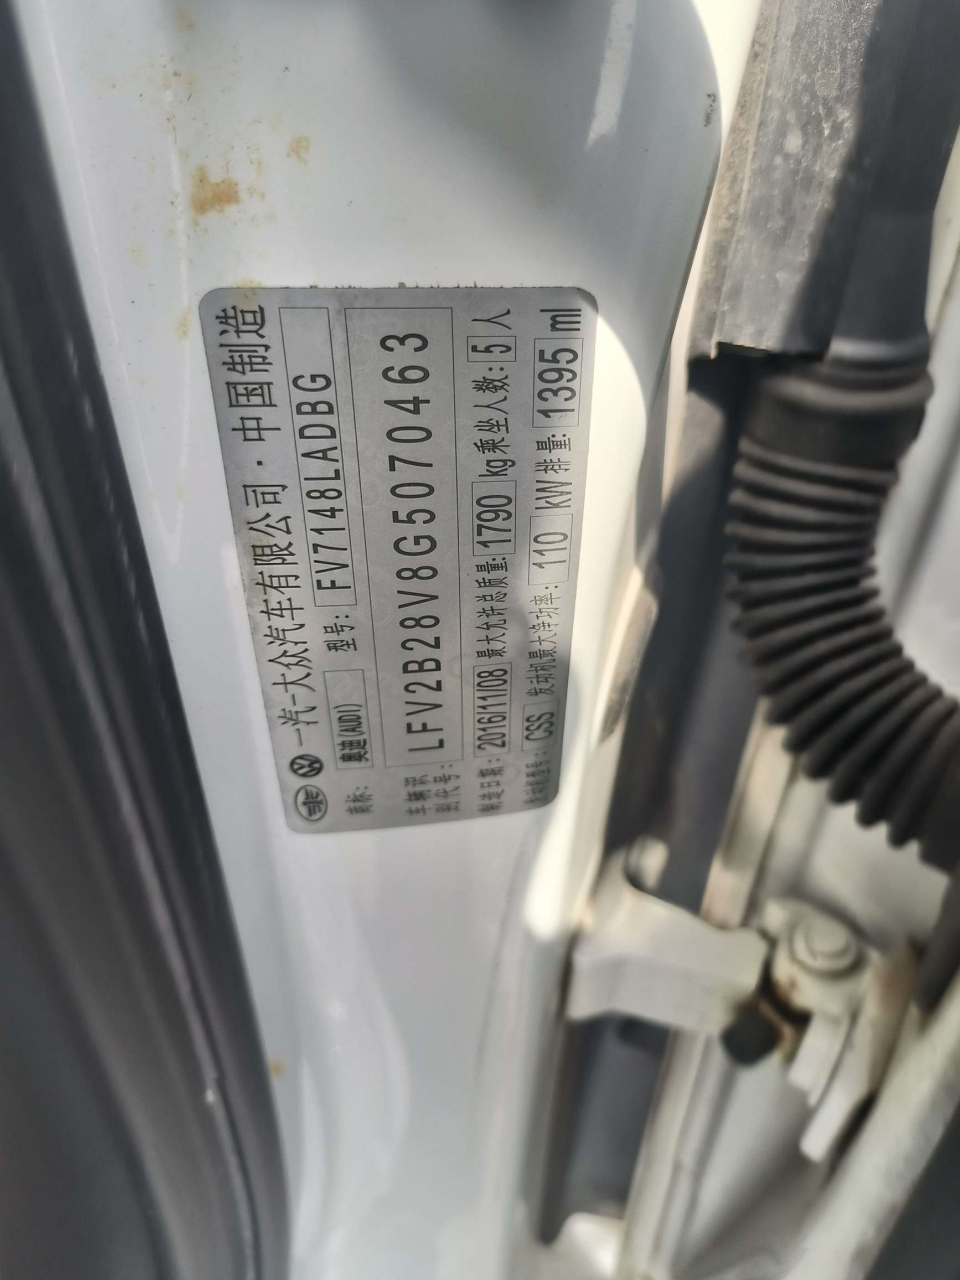 一汽-大众汽车有限公司·中国制造
商标: 奥迪(AUDI) 型号: FV7148LADBG
车辆识别代号: LFV2B28V8G5070463
制造日期: 2016/11/08 最大允许总质量: 1790 kg 乘坐人数: 5 人
发动机型号: CSS 发动机最大净功率: 110 kW 排量: 1395 ml